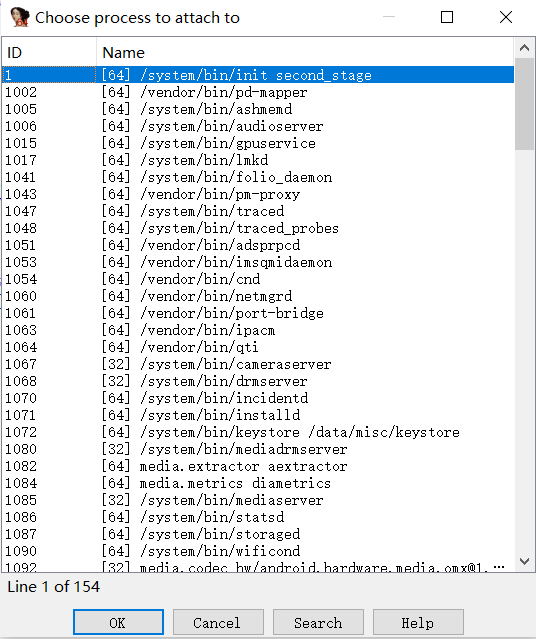 Choose process to attach to
ID Name
1 [64] /system/bin/init second_stage
1002 [64] /vendor/bin/pd-mapper
1005 [64] /system/bin/ashmemd
1006 [64] /system/bin/audioserver
1015 [64] /system/bin/gpuservice
1017 [64] /system/bin/lmkd
1041 [64] /system/bin/folio_daemon
1043 [64] /vendor/bin/pm-proxy
1047 [64] /system/bin/traced
1048 [64] /system/bin/traced_probes
1051 [64] /vendor/bin/adsprpcd
1053 [64] /vendor/bin/imsqmidaemon
1054 [64] /vendor/bin/cnd
1060 [64] /vendor/bin/netmgrd
1061 [64] /vendor/bin/port-bridge
1063 [64] /vendor/bin/ipacm
1064 [64] /vendor/bin/qti
1067 [32] /system/bin/cameraserver
1068 [32] /system/bin/drmserver
1070 [64] /system/bin/incidentd
1071 [64] /system/bin/installd
1072 [64] /system/bin/keystore /data/misc/keystore
1080 [32] /system/bin/mediadrmserver
1082 [64] media.extractor aextractor
1084 [64] media.metrics diametrics
1085 [32] /system/bin/mediaserver
1086 [64] /system/bin/statsd
1087 [64] /system/bin/storaged
1090 [64] /system/bin/wificond
1092 [32] media.codec hw/android.hardware.media.omx@1.…
Line 1 of 154
OK Cancel Search Help